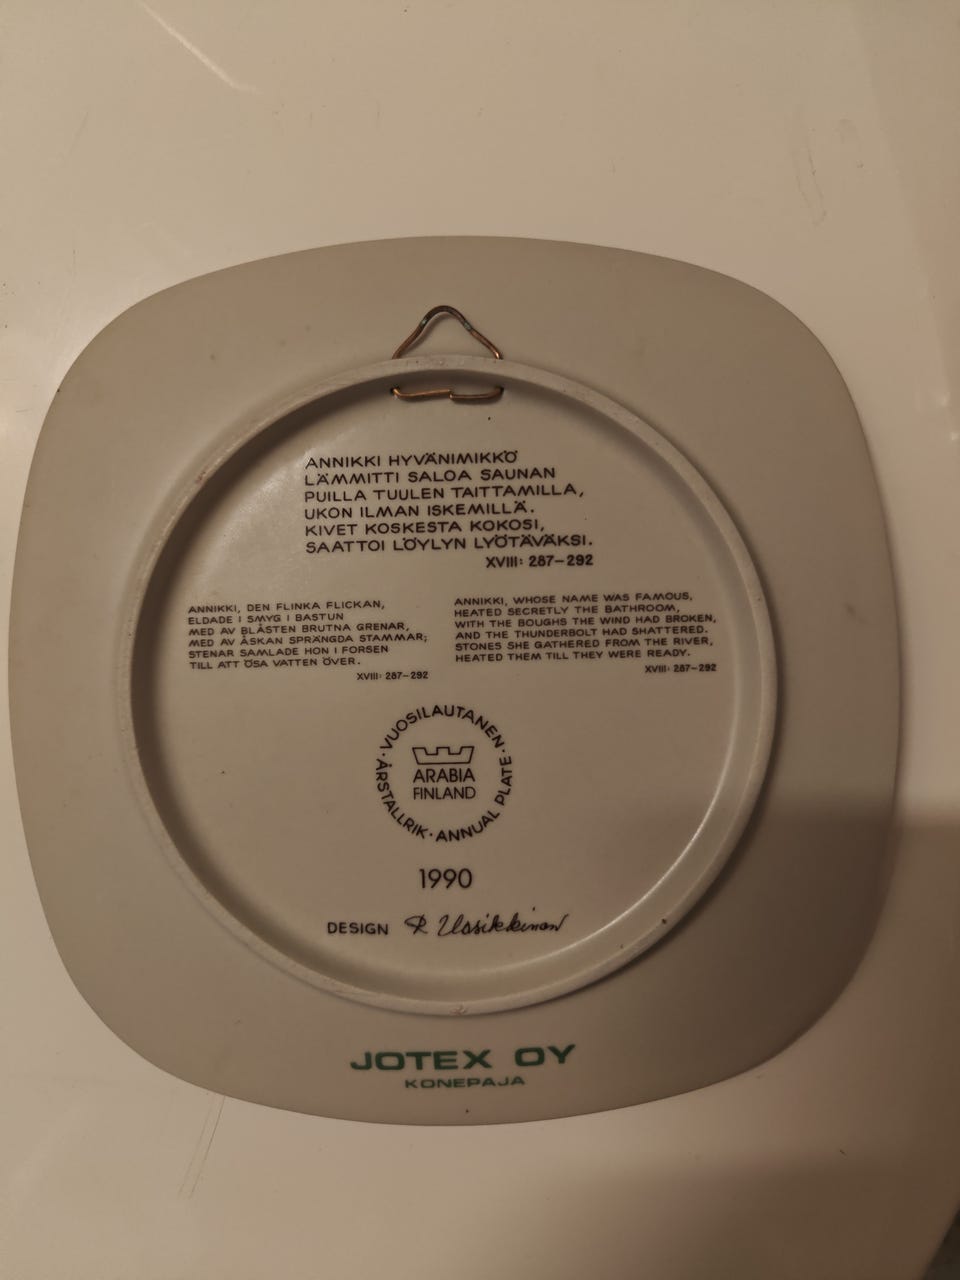 ANNIKKI HYVÄNIMIKKÖ
LÄMMITTI SALOA SAUNAN
PUILLA TUULEN TAITTAMILLA,
UKON ILMAN ISKEMILLÄ.
KIVET KOSKESTA KOKOSI,
SAATTOI LÖYLYN LYÖTÄVÄKSI.
XVIII: 287-292
ANNIKKI, DEN FLINKA FLICKAN,
ELDADE I SMYG I BASTUN
MED AV BLÅSTEN BRUTNA GRENAR,
MED AV ÅSKAN SPRÄNGDA STAMMAR;
STENAR SAMLADE HON I FORSEN
TILL ATT ÖSA VATTEN ÖVER.
XVIII: 287-292
ANNIKKI, WHOSE NAME WAS FAMOUS,
HEATED SECRETLY THE BATHROOM,
WITH THE BOUGHS THE WIND HAD BROKEN,
AND THE THUNDERBOLT HAD SHATTERED.
STONES SHE GATHERED FROM THE RIVER,
HEATED THEM TILL THEY WERE READY.
XVIII: 287-292
· VUOSILAUTANEN · ANNUAL PLATE · ÅRSTALLRIK
ARABIA
FINLAND
1990
DESIGN R Uosikkinen
JOTEX OY
KONEPAJA